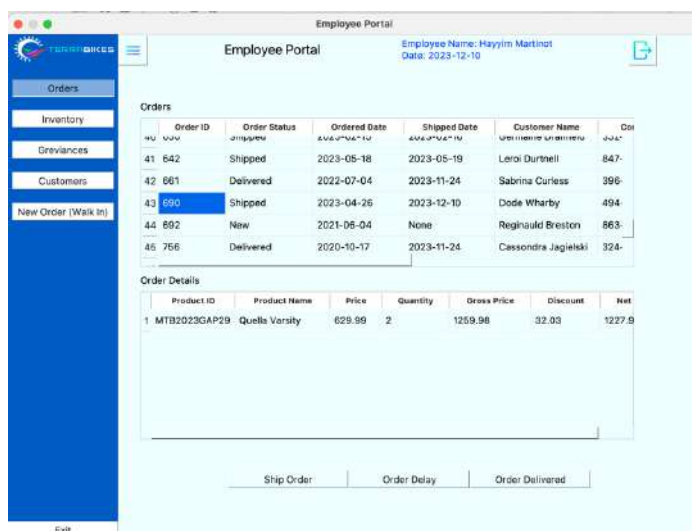 Employee Portal
TERRABIKES
Employee Portal
Employee Name: Hayyim Martinot
Date: 2023-12-10
Orders
Inventory
Greviances
Customers
New Order (Walk In)
Exit
Orders
Order ID Order Status Ordered Date Shipped Date Customer Name
41 642 Shipped 2023-05-18 2023-05-19 Leroi Durtnell 847-
42 661 Delivered 2022-07-04 2023-11-24 Sabrina Curless 396-
43 690 Shipped 2023-04-26 2023-12-10 Dode Wharby 494-
44 692 New 2021-06-04 None Reginauld Breston 863-
45 756 Delivered 2020-10-17 2023-11-24 Cassondra Jagielski 324-
Order Details
Product ID Product Name Price Quantity Gross Price Discount Net
1 MTB2023GAP29 Quella Varsity 629.99 2 1259.98 32.03 1227.9
Ship Order Order Delay Order Delivered